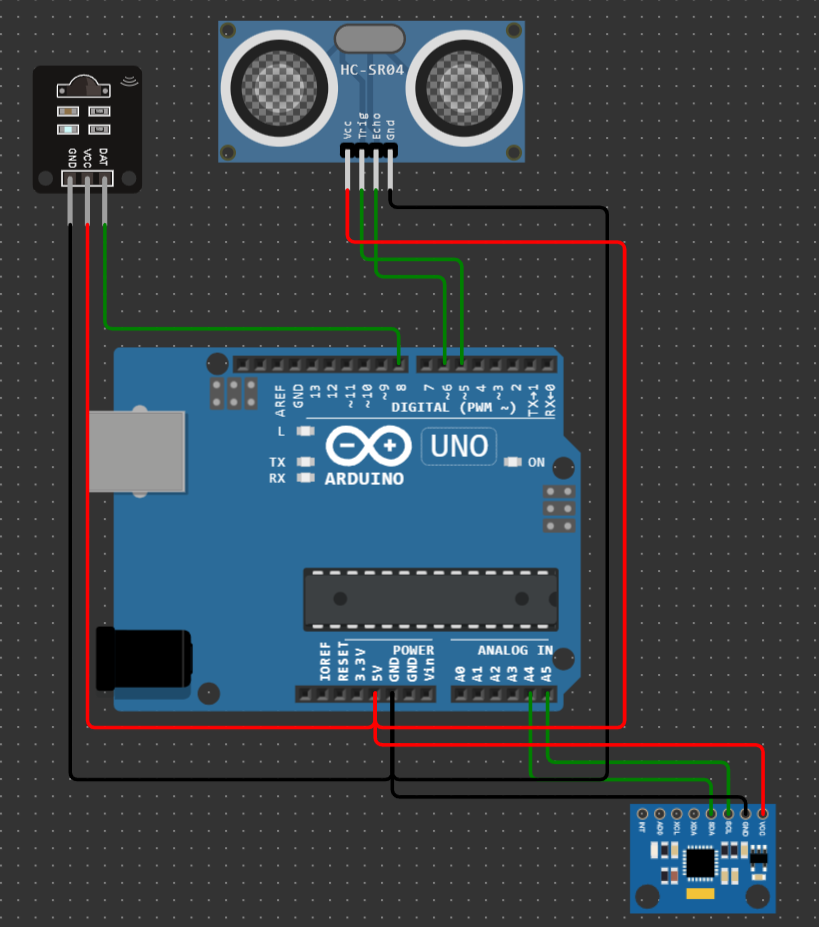 HC-SR04
Vcc
Trig
Echo
Gnd
GND
VCC
DAT
AREF
GND
13
12
~11
~10
~9
8
7
~6
~5
4
~3
2
TX→1
RX←0
DIGITAL (PWM ~)
L
TX
RX
UNO
ARDUINO
ON
POWER
ANALOG IN
IOREF
RESET
3.3V
5V
GND
GND
Vin
A0
A1
A2
A3
A4
A5
INT
AD0
XCL
XDA
SDA
SCL
GND
VCC